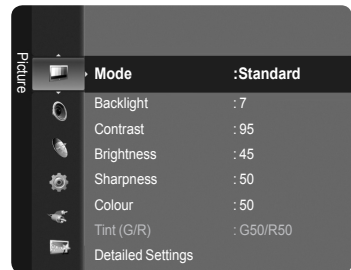 Picture
Mode :Standard
Backlight : 7
Contrast : 95
Brightness : 45
Sharpness : 50
Colour : 50
Tint (G/R) : G50/R50
Detailed Settings